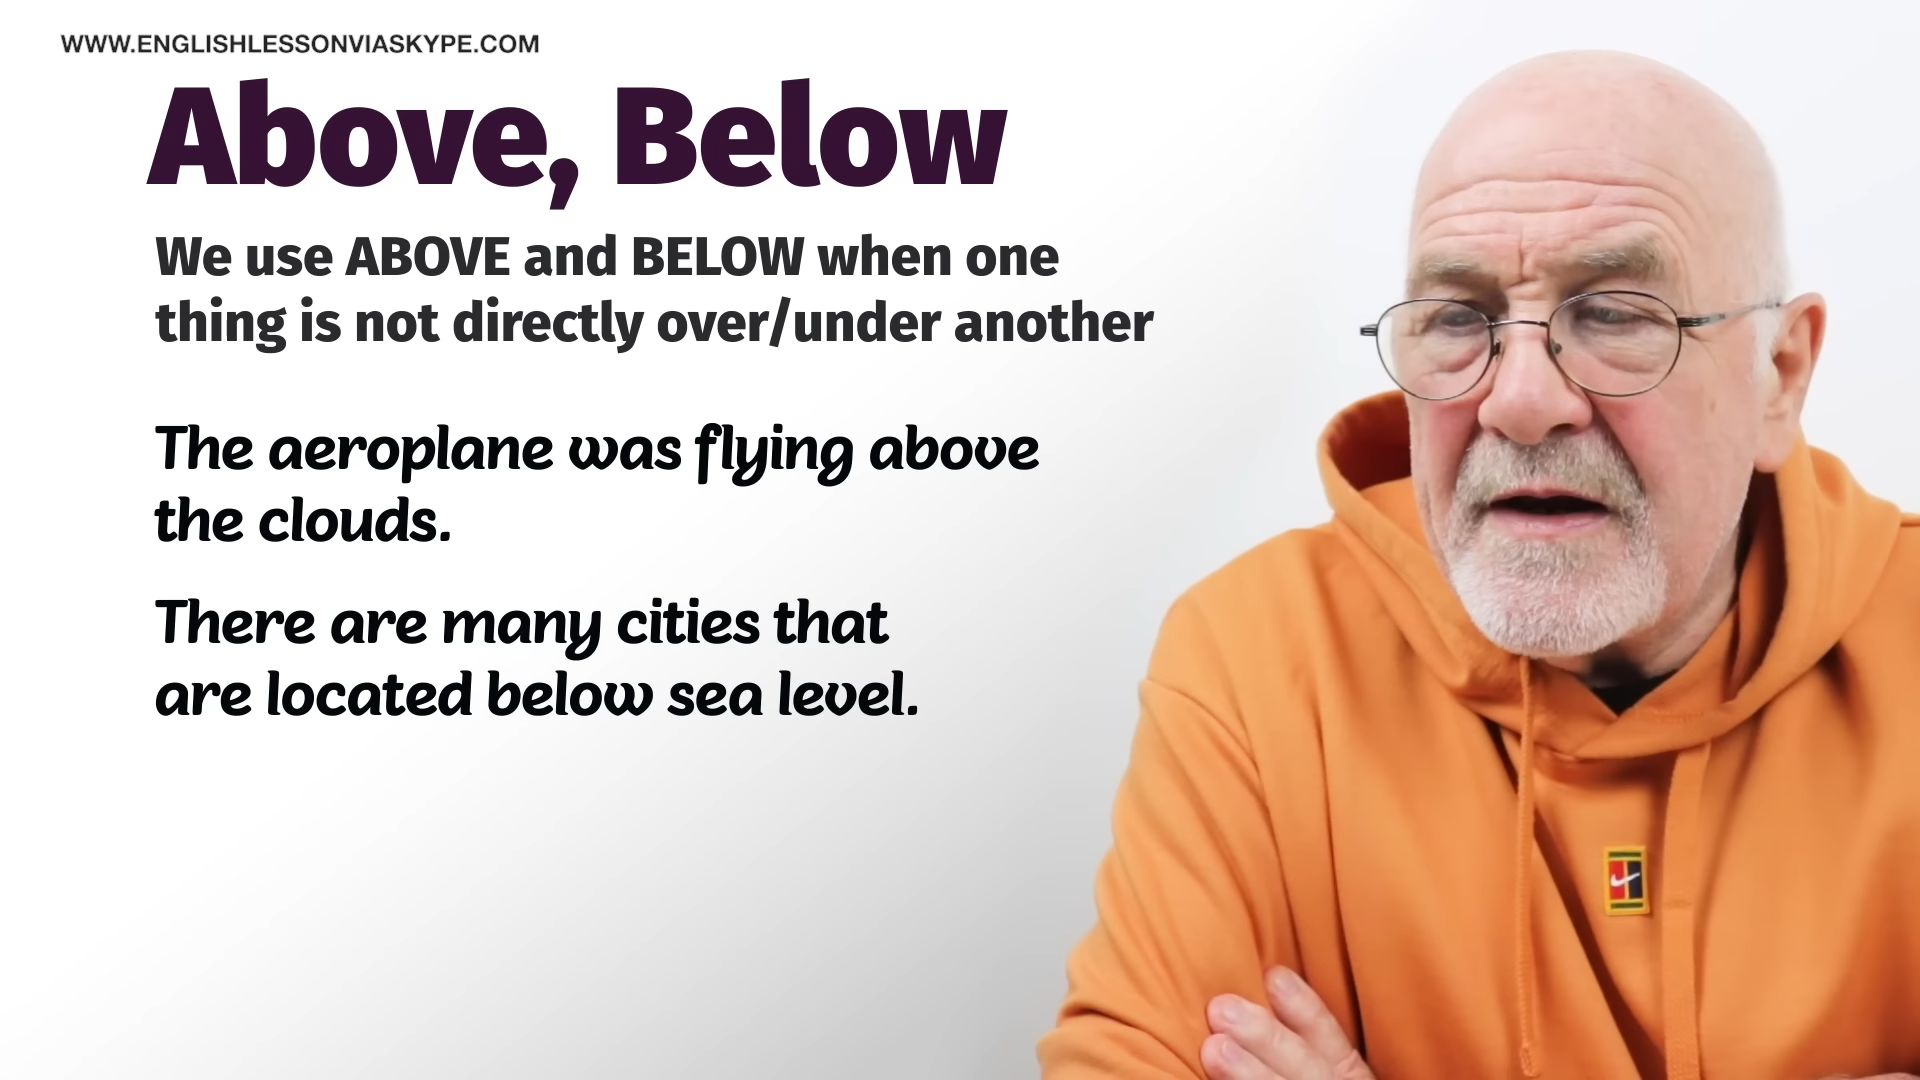 WWW.ENGLISHLESSONVIASKYPE.COM
Above, Below
We use ABOVE and BELOW when one
thing is not directly over/under another
The aeroplane was flying above
the clouds.
There are many cities that
are located below sea level.